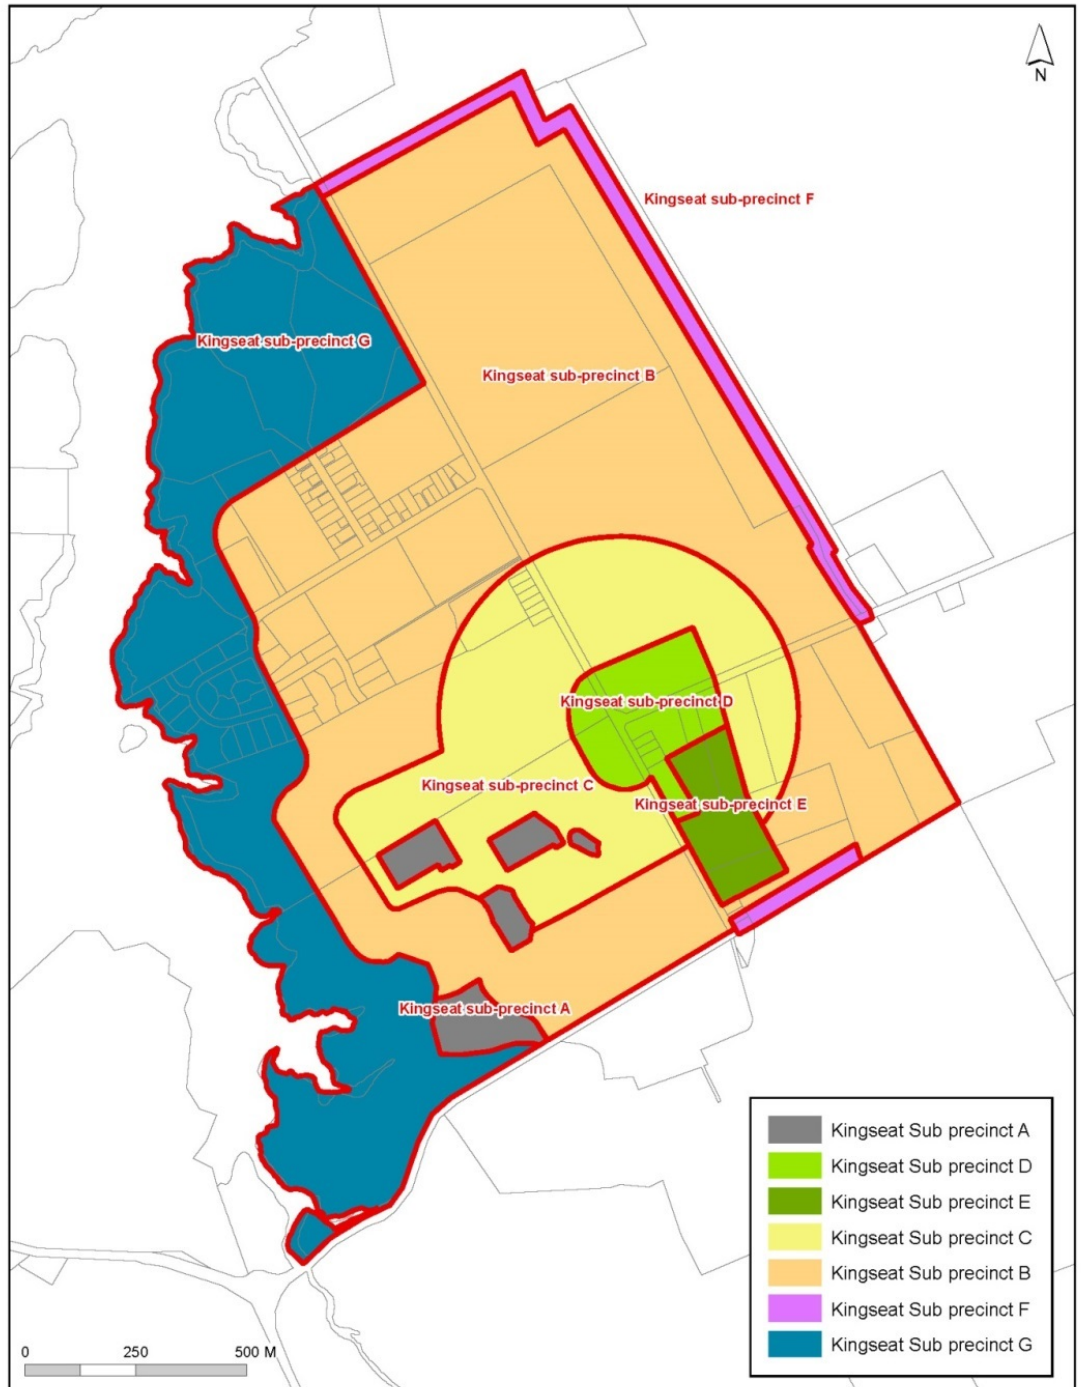 N
Kingseat sub-precinct F
Kingseat sub-precinct G
Kingseat sub-precinct B
Kingseat sub-precinct D
Kingseat sub-precinct C
Kingseat sub-precinct E
Kingseat sub-precinct A
Kingseat Sub precinct A
Kingseat Sub precinct D
Kingseat Sub precinct E
Kingseat Sub precinct C
Kingseat Sub precinct B
Kingseat Sub precinct F
Kingseat Sub precinct G
0 250 500 M